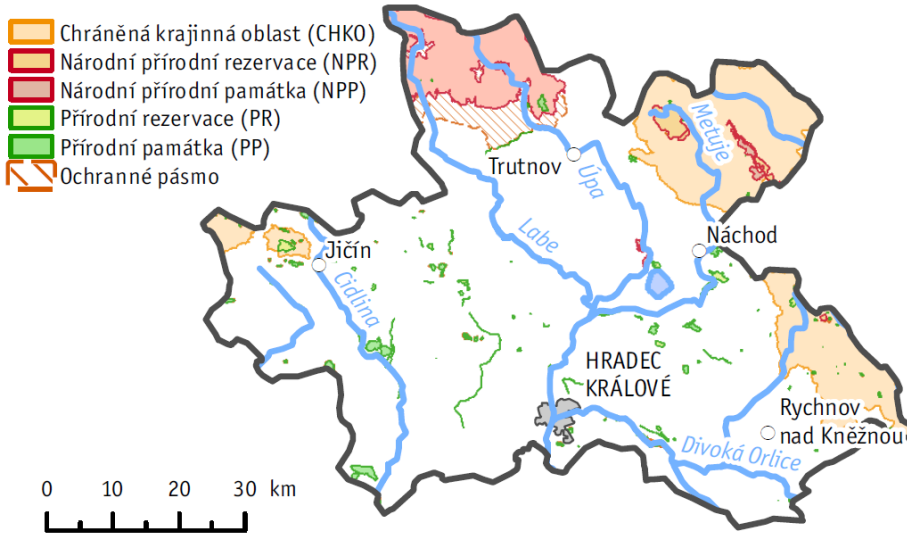 Chráněná krajinná oblast (CHKO)
Národní přírodní rezervace (NPR)
Národní přírodní památka (NPP)
Přírodní rezervace (PR)
Přírodní památka (PP)
Ochranné pásmo
Metuje
Trutnov
Úpa
Labe
Náchod
Jičín
Cidlina
HRADEC
KRÁLOVÉ
Rychnov
nad Kněžnou
Divoká Orlice
0 10 20 30 km